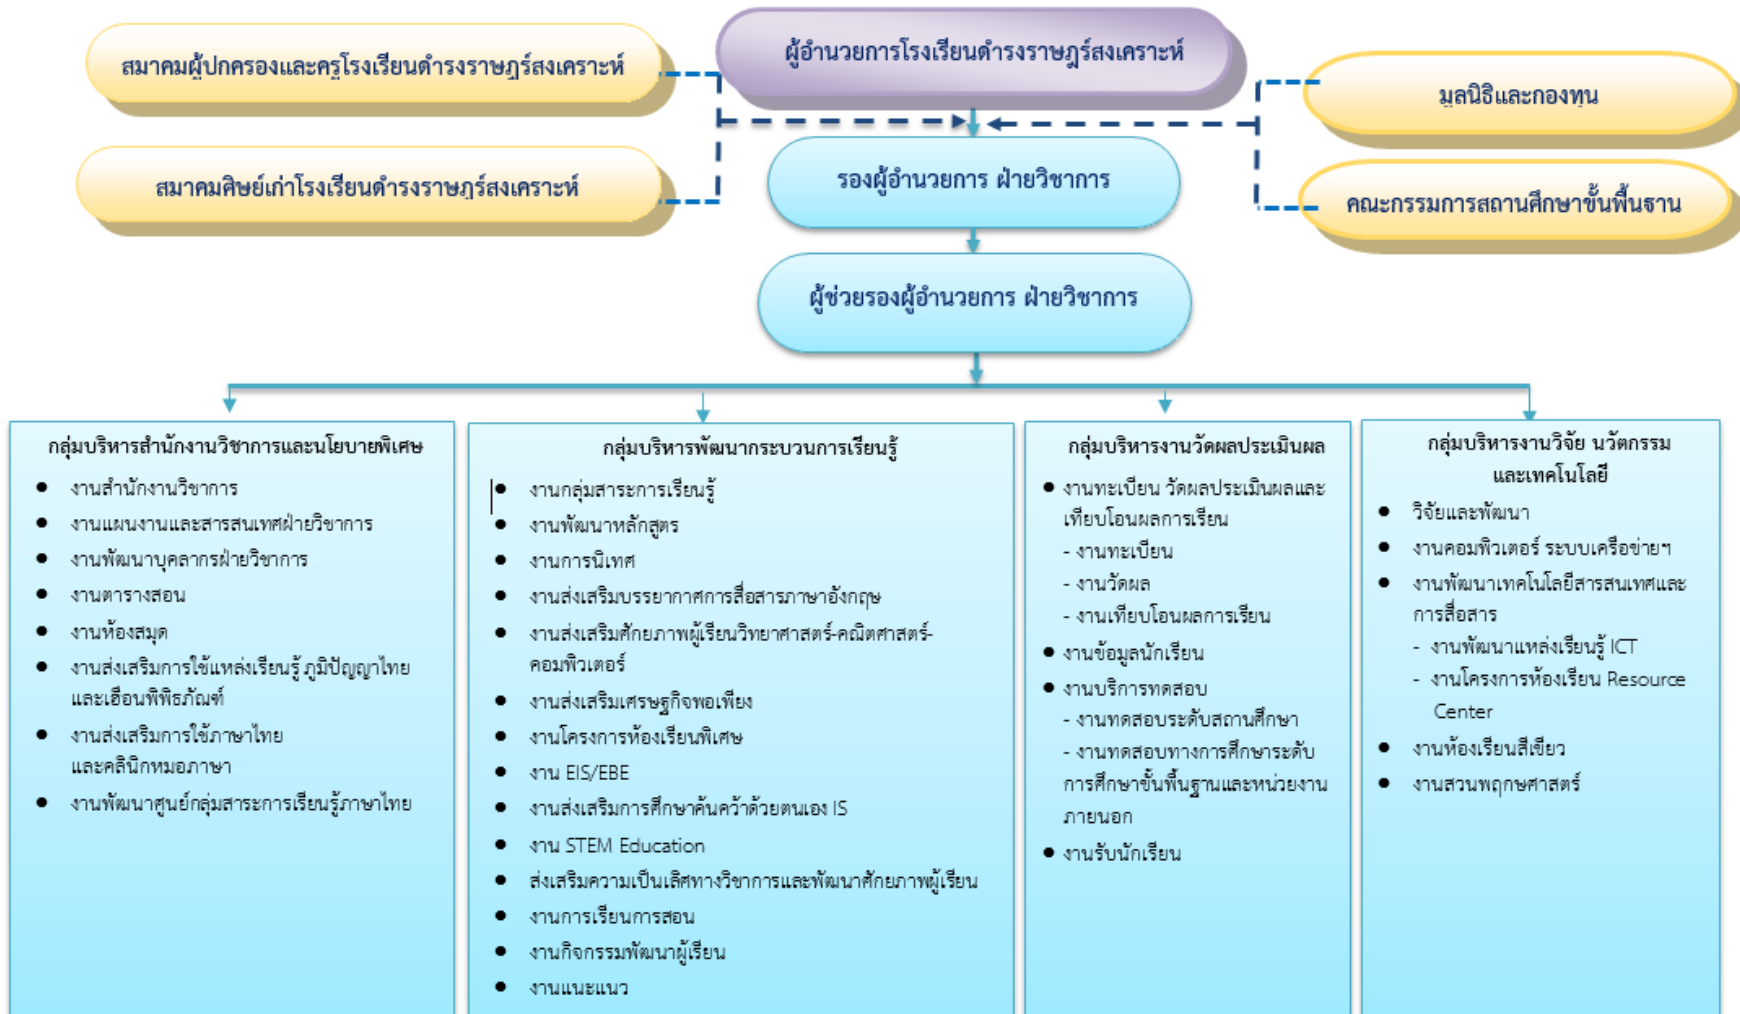 ผู้อำนวยการโรงเรียนดำรงราษฎร์สงเคราะห์
สมาคมผู้ปกครองและครูโรงเรียนดำรงราษฎร์สงเคราะห์
มูลนิธิและกองทุน
สมาคมศิษย์เก่าโรงเรียนดำรงราษฎร์สงเคราะห์
รองผู้อำนวยการ ฝ่ายวิชาการ
คณะกรรมการสถานศึกษาขั้นพื้นฐาน
ผู้ช่วยรองผู้อำนวยการ ฝ่ายวิชาการ
กลุ่มบริหารสำนักงานวิชาการและนโยบายพิเศษ
● งานสำนักงานวิชาการ
● งานแผนงานและสารสนเทศฝ่ายวิชาการ
● งานพัฒนาบุคลากรฝ่ายวิชาการ
● งานตารางสอน
● งานห้องสมุด
● งานส่งเสริมการใช้แหล่งเรียนรู้ ภูมิปัญญาไทย
และเฮือนพิพิธภัณฑ์
● งานส่งเสริมการใช้ภาษาไทย
และคลินิกหมอภาษา
● งานพัฒนาศูนย์กลุ่มสาระการเรียนรู้ภาษาไทย
กลุ่มบริหารพัฒนากระบวนการเรียนรู้
● งานกลุ่มสาระการเรียนรู้
● งานพัฒนาหลักสูตร
● งานการนิเทศ
● งานส่งเสริมบรรยากาศการสื่อสารภาษาอังกฤษ
● งานส่งเสริมศักยภาพผู้เรียนวิทยาศาสตร์-คณิตศาสตร์-
คอมพิวเตอร์
● งานส่งเสริมเศรษฐกิจพอเพียง
● งานโครงการห้องเรียนพิเศษ
● งาน EIS/EBE
● งานส่งเสริมการศึกษาค้นคว้าด้วยตนเอง IS
● งาน STEM Education
● ส่งเสริมความเป็นเลิศทางวิชาการและพัฒนาศักยภาพผู้เรียน
● งานการเรียนการสอน
● งานกิจกรรมพัฒนาผู้เรียน
● งานแนะแนว
กลุ่มบริหารงานวัดผลประเมินผล
● งานทะเบียน วัดผลประเมินผลและ
เทียบโอนผลการเรียน
- งานทะเบียน
- งานวัดผล
- งานเทียบโอนผลการเรียน
● งานข้อมูลนักเรียน
● งานบริการทดสอบ
- งานทดสอบระดับสถานศึกษา
- งานทดสอบทางการศึกษาระดับ
การศึกษาขั้นพื้นฐานและหน่วยงาน
ภายนอก
● งานรับนักเรียน
กลุ่มบริหารงานวิจัย นวัตกรรม
และเทคโนโลยี
● วิจัยและพัฒนา
● งานคอมพิวเตอร์ ระบบเครือข่ายฯ
● งานพัฒนาเทคโนโลยีสารสนเทศและ
การสื่อสาร
- งานพัฒนาแหล่งเรียนรู้ ICT
- งานโครงการห้องเรียน Resource
Center
● งานห้องเรียนสีเขียว
● งานสวนพฤกษศาสตร์